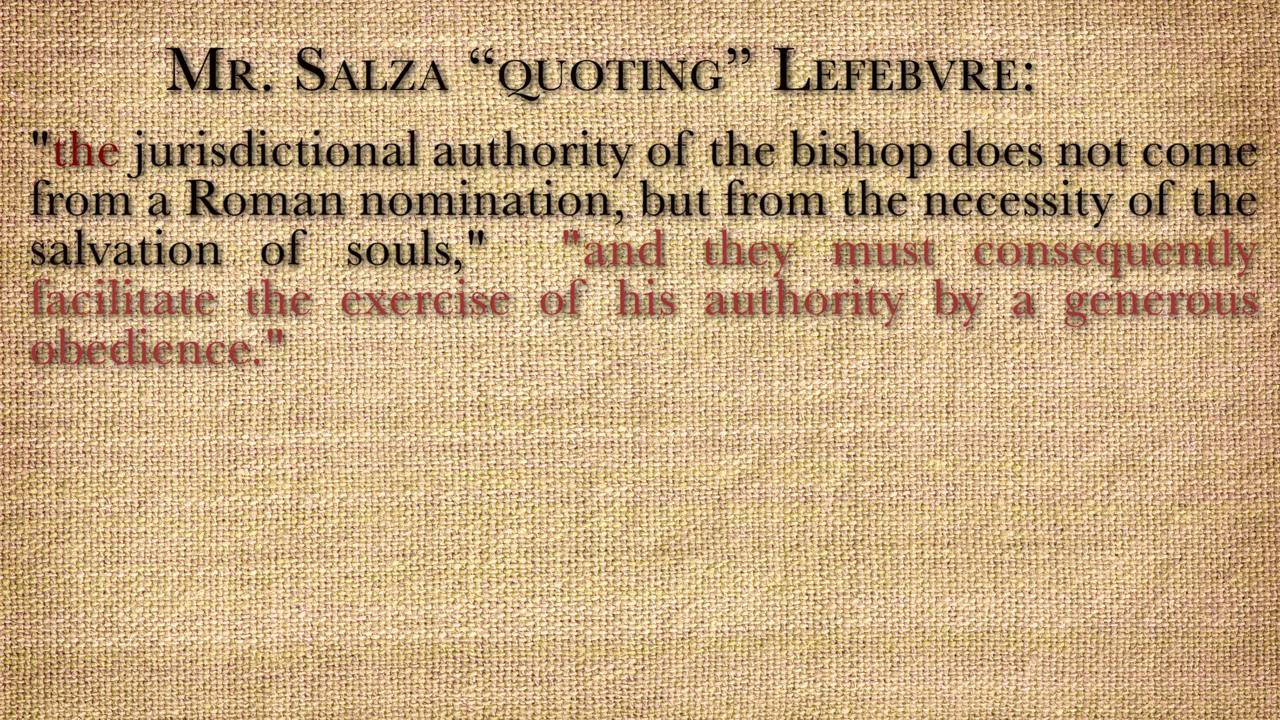 Mr. Salza “quoting” Lefebvre:
"the jurisdictional authority of the bishop does not come
from a Roman nomination, but from the necessity of the
salvation of souls," "and they must consequently
facilitate the exercise of his authority by a generous
obedience."